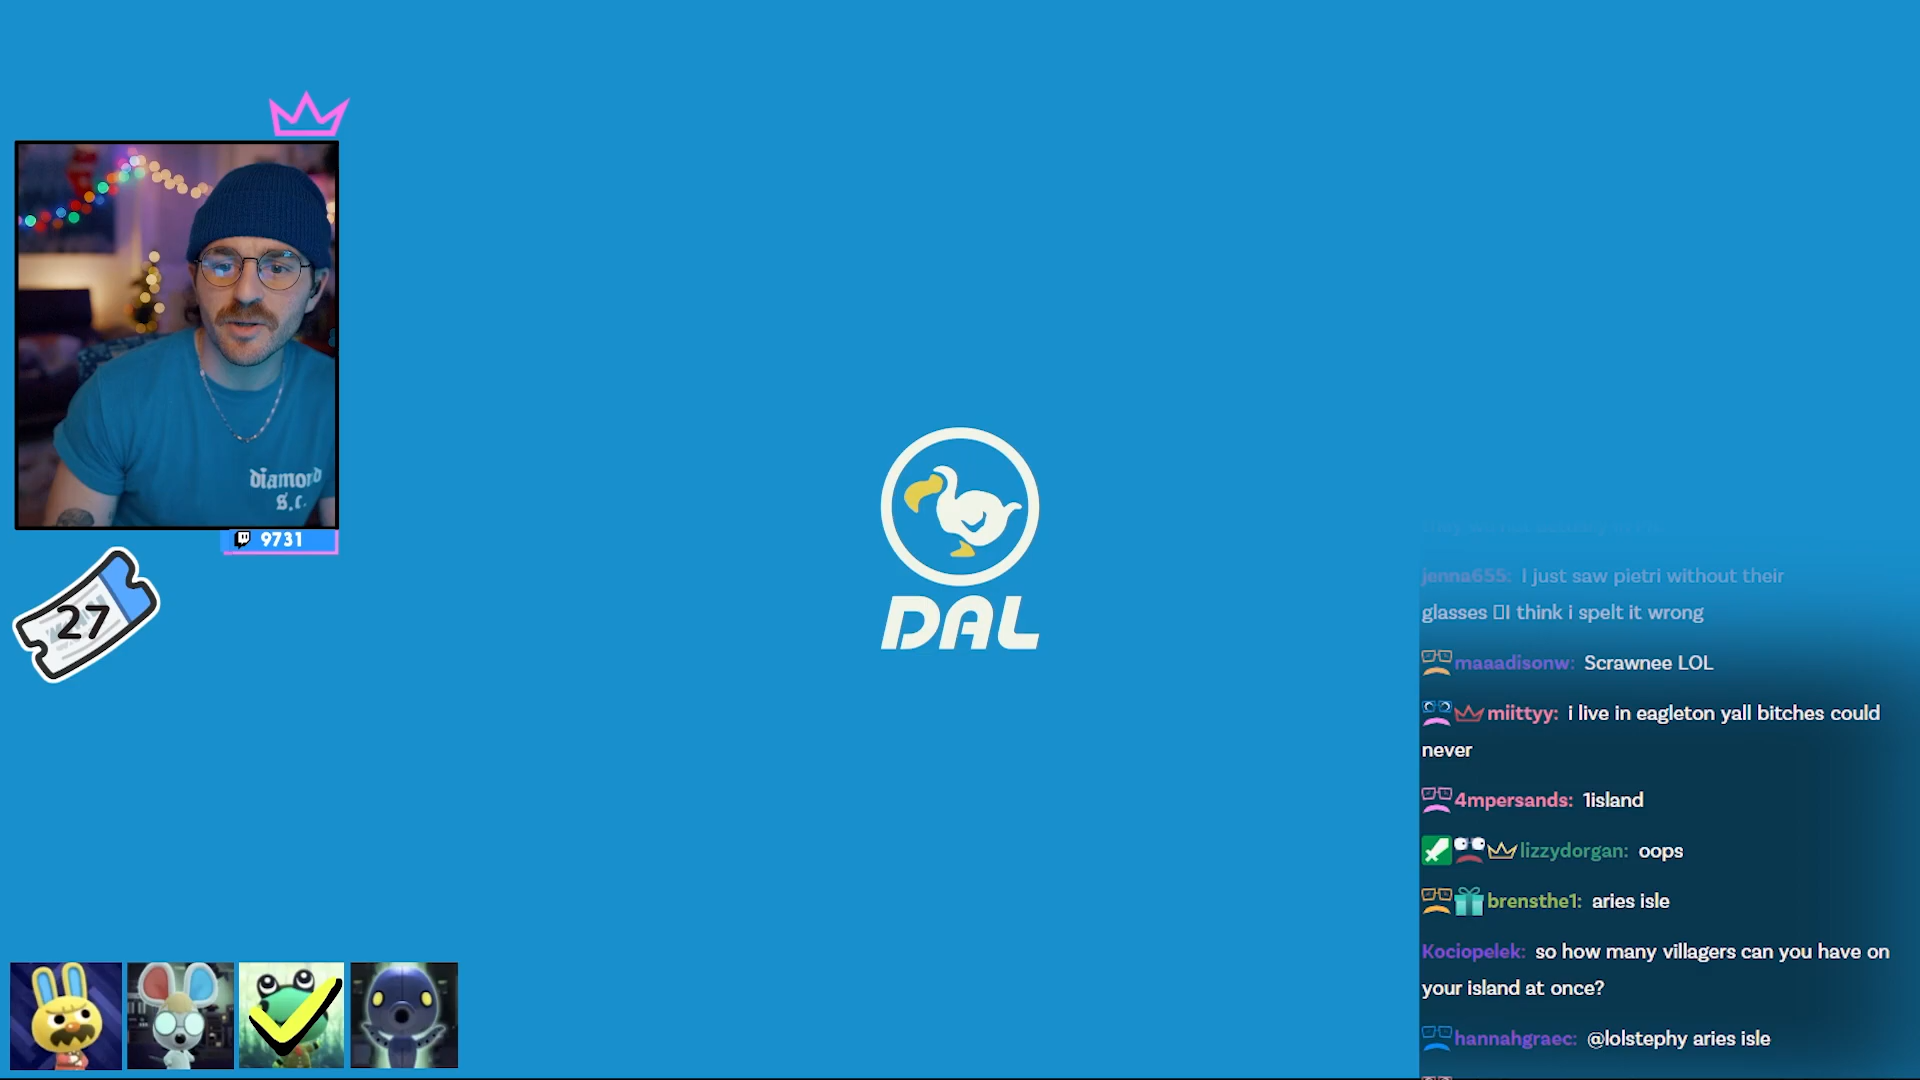 diamond
s.c.
9731
27
DAL
jenna655: I just saw pietri without their
glasses I think i spelt it wrong
maaadisonw: Scrawnee LOL
miittyy: i live in eagleton yall bitches could
never
4mpersands: 1island
lizzydorgan: oops
brensthe1: aries isle
Kociopelek: so how many villagers can you have on
your island at once?
hannahgraec: @lolstephy aries isle